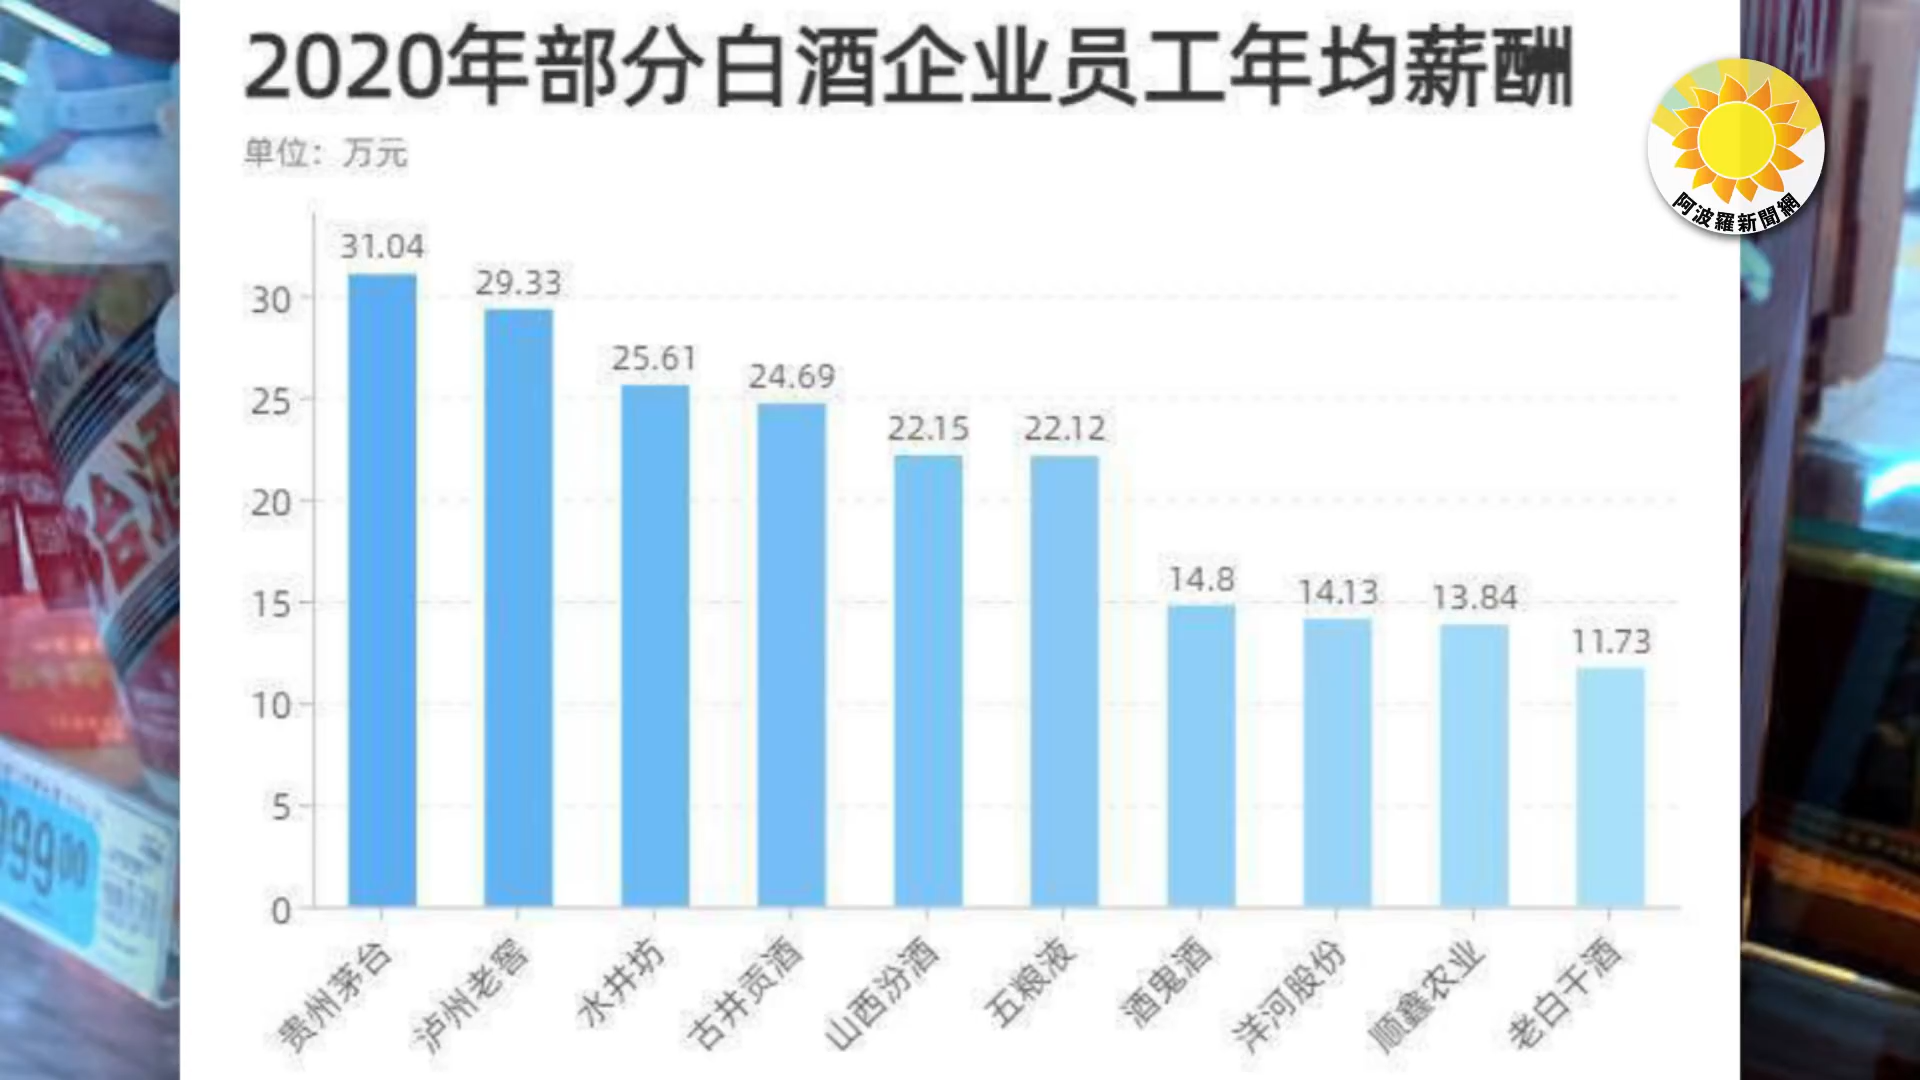 2020年部分白酒企业员工年均薪酬
单位：万元
阿波羅新聞網
31.04
29.33
25.61
24.69
22.15
22.12
14.8
14.13
13.84
11.73
30
25
20
15
10
5
0
贵州茅台
泸州老窖
水井坊
古井贡酒
山西汾酒
五粮液
酒鬼酒
洋河股份
顺鑫农业
老白干酒